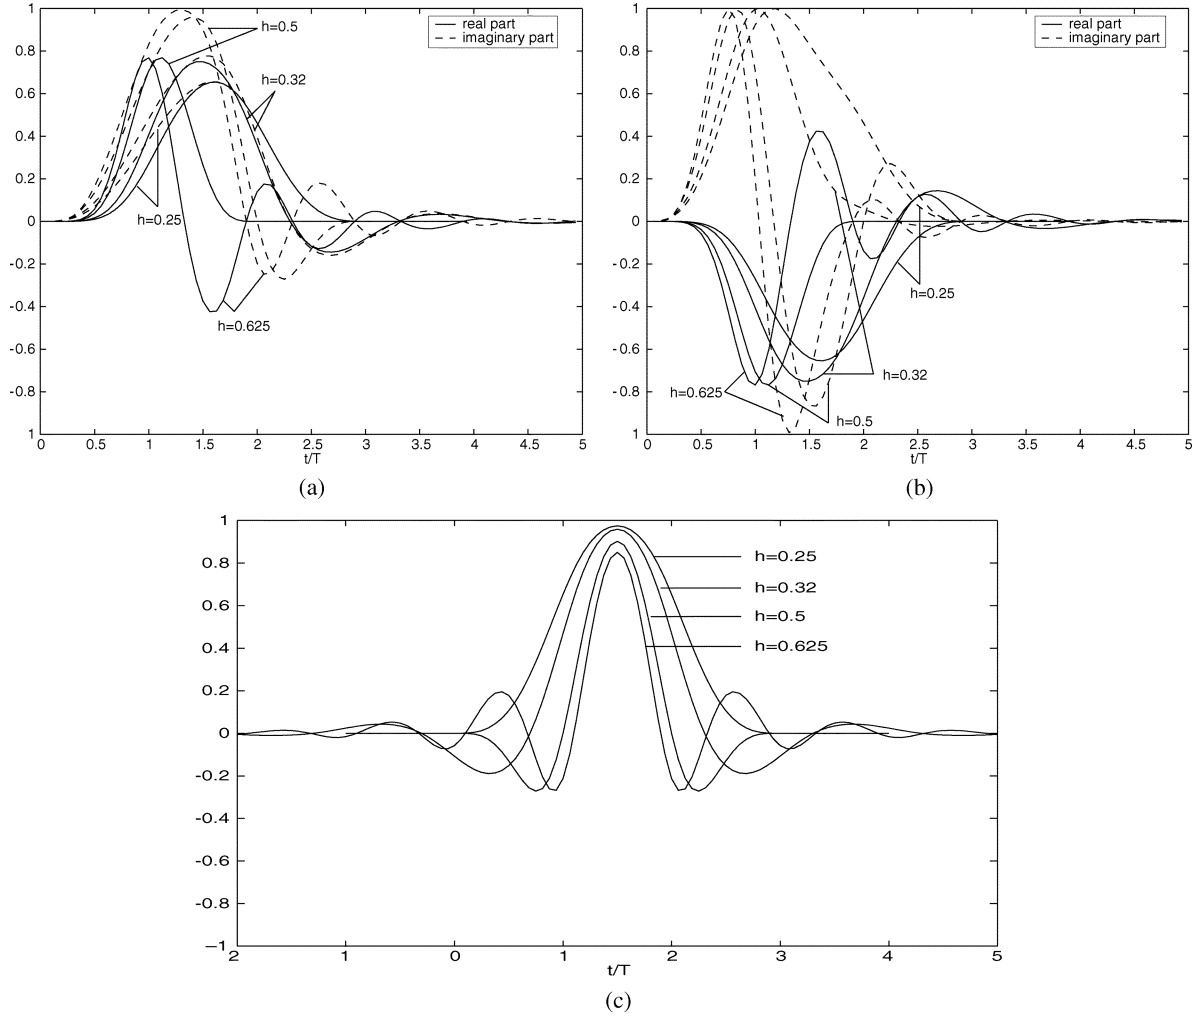 1
0.8
0.6
0.4
0.2
0
-0.2
-0.4
-0.6
-0.8
1
0 0.5 1 1.5 2 2.5 3 3.5 4 4.5 5
t/T
real part
imaginary part
h=0.5
h=0.32
h=0.25
h=0.625
(a)
1
0.8
0.6
0.4
0.2
0
-0.2
-0.4
-0.6
-0.8
1
0 0.5 1 1.5 2 2.5 3 3.5 4 4.5 5
t/T
real part
imaginary part
h=0.25
h=0.32
h=0.625
h=0.5
(b)
1
0.8
0.6
0.4
0.2
0
-0.2
-0.4
-0.6
-0.8
-1
2 1 0 1 2 3 4 5
t/T
h=0.25
h=0.32
h=0.5
h=0.625
(c)